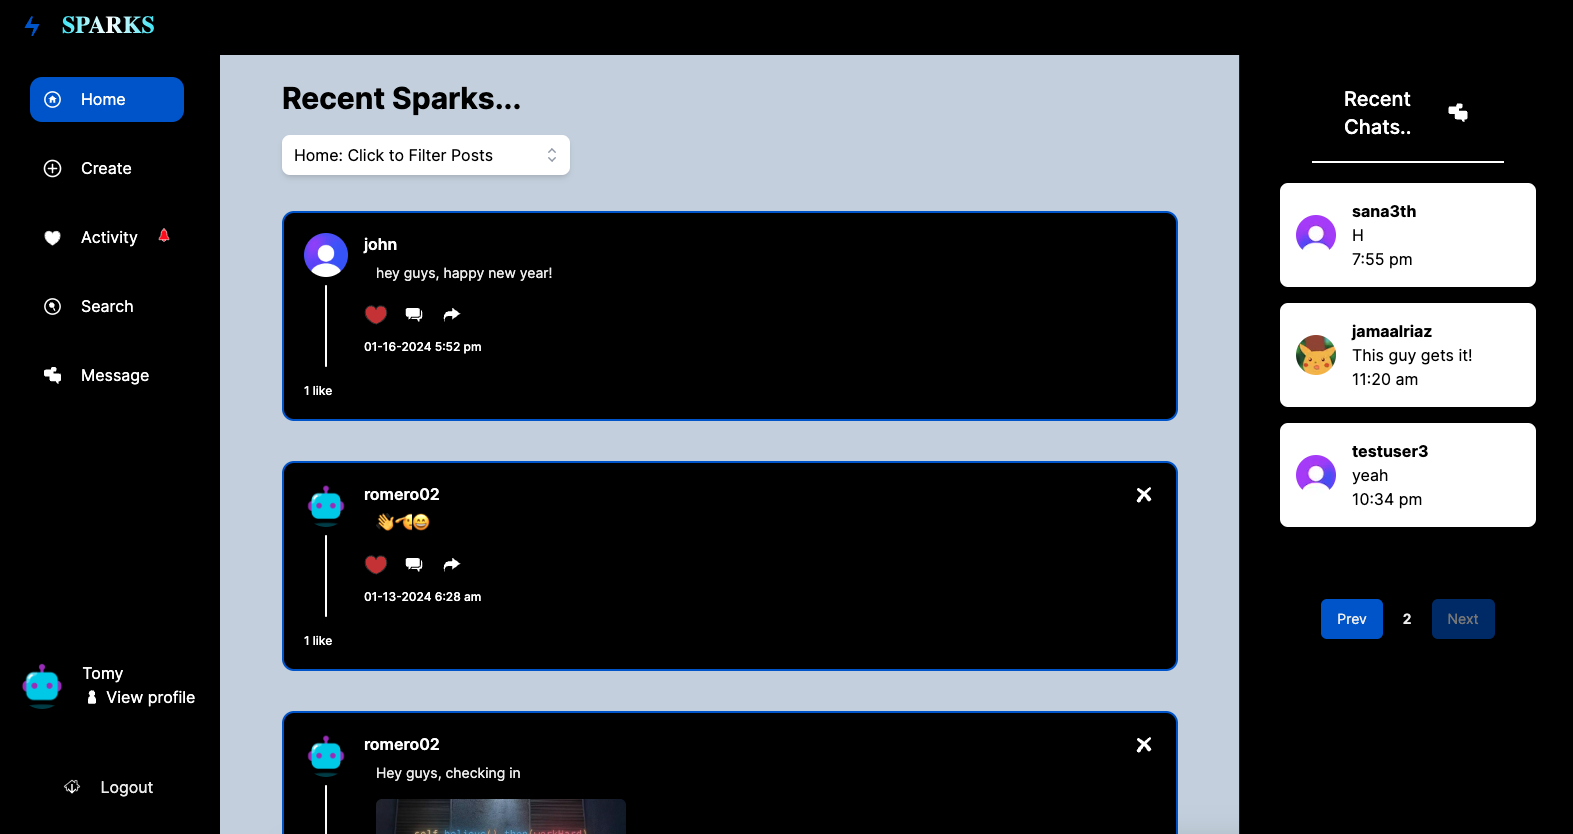 SPARKS
Home
Create
Activity
Search
Message
Tomy
View profile
Logout
Recent Sparks...
Home: Click to Filter Posts
john
hey guys, happy new year!
01-16-2024 5:52 pm
1 like
romero02
👋🫡😄
01-13-2024 6:28 am
1 like
romero02
Hey guys, checking in
Recent
Chats..
sana3th
H
7:55 pm
jamaalriaz
This guy gets it!
11:20 am
testuser3
yeah
10:34 pm
Prev
2
Next